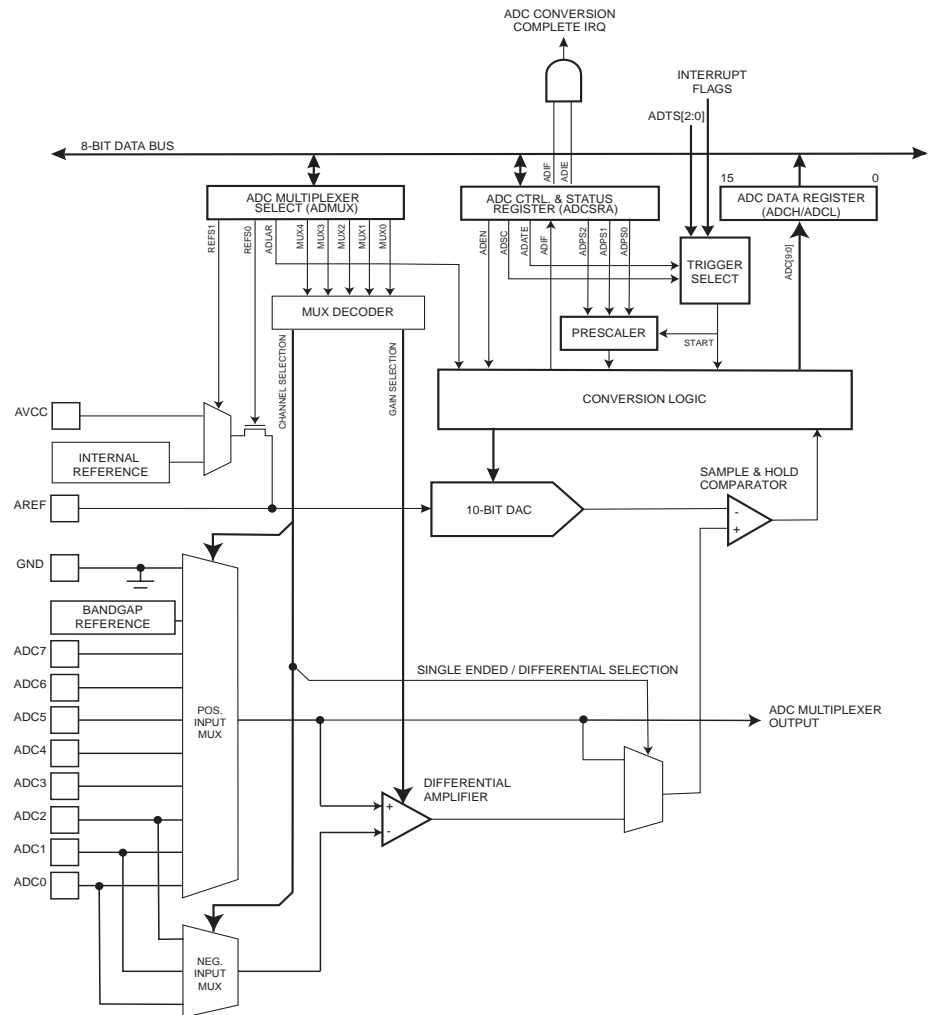 ADC CONVERSION
COMPLETE IRQ
INTERRUPT
FLAGS
ADTS[2:0]
8-BIT DATA BUS
ADIF
ADIE
15
0
ADC MULTIPLEXER
SELECT (ADMUX)
ADC CTRL. & STATUS
REGISTER (ADCSRA)
ADC DATA REGISTER
(ADCH/ADCL)
REFS1
REFS0
ADLAR
MUX4
MUX3
MUX2
MUX1
MUX0
ADEN
ADSC
ADATE
ADIF
ADPS2
ADPS1
ADPS0
ADC[9:0]
TRIGGER
SELECT
MUX DECODER
PRESCALER
START
CHANNEL SELECTION
GAIN SELECTION
CONVERSION LOGIC
AVCC
INTERNAL
REFERENCE
SAMPLE & HOLD
COMPARATOR
AREF
10-BIT DAC
-
+
GND
BANDGAP
REFERENCE
ADC7
SINGLE ENDED / DIFFERENTIAL SELECTION
ADC6
ADC5
POS.
INPUT
MUX
ADC MULTIPLEXER
OUTPUT
ADC4
ADC3
DIFFERENTIAL
AMPLIFIER
ADC2
+
-
ADC1
ADC0
NEG.
INPUT
MUX